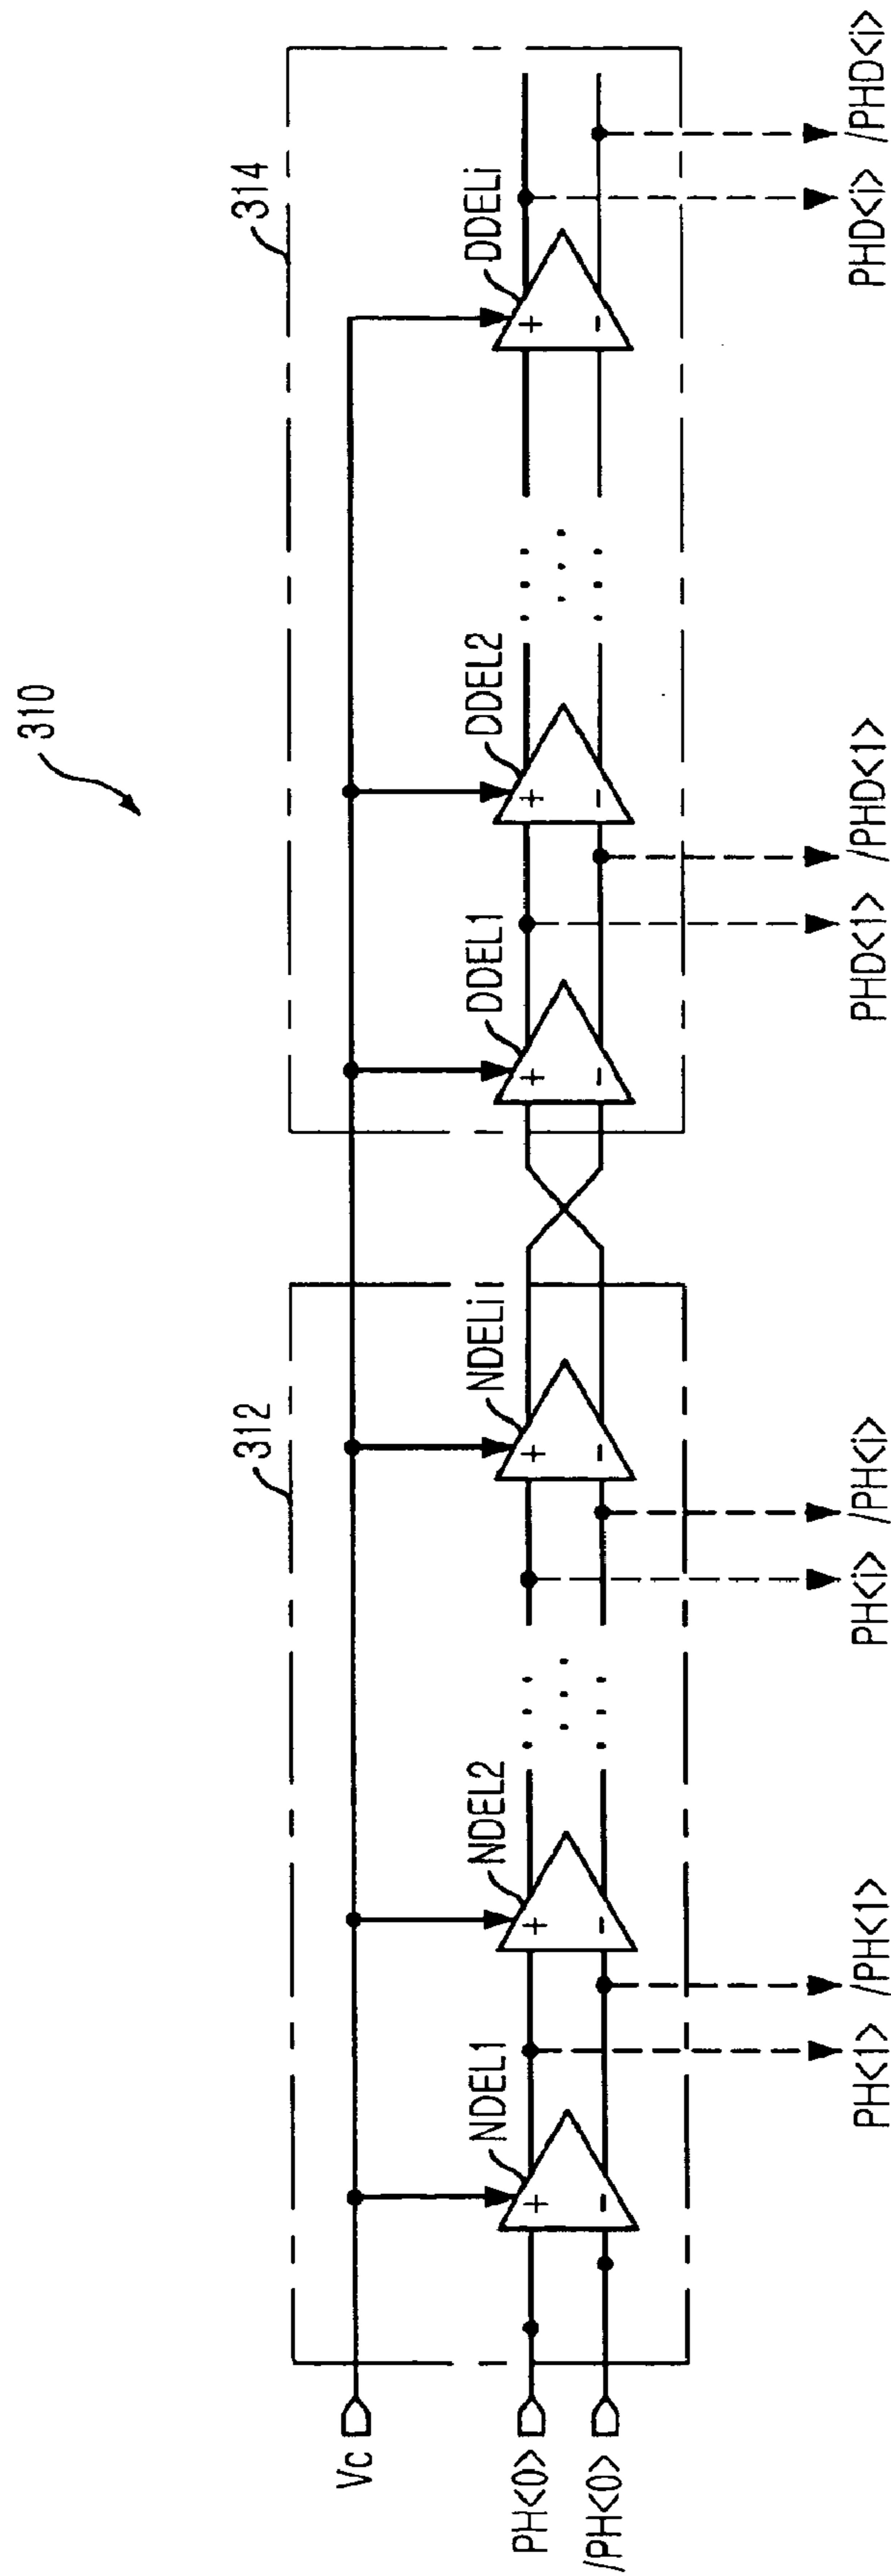 310
312
314
Vc
PH<0>
/PH<0>
NDEL1
NDEL2
NDELi
DDEL1
DDEL2
DDELi
+
−
+
−
+
−
+
−
+
−
+
−
PH<1>
/PH<1>
PH<i>
/PH<i>
PHD<1>
/PHD<1>
PHD<i>
/PHD<i>